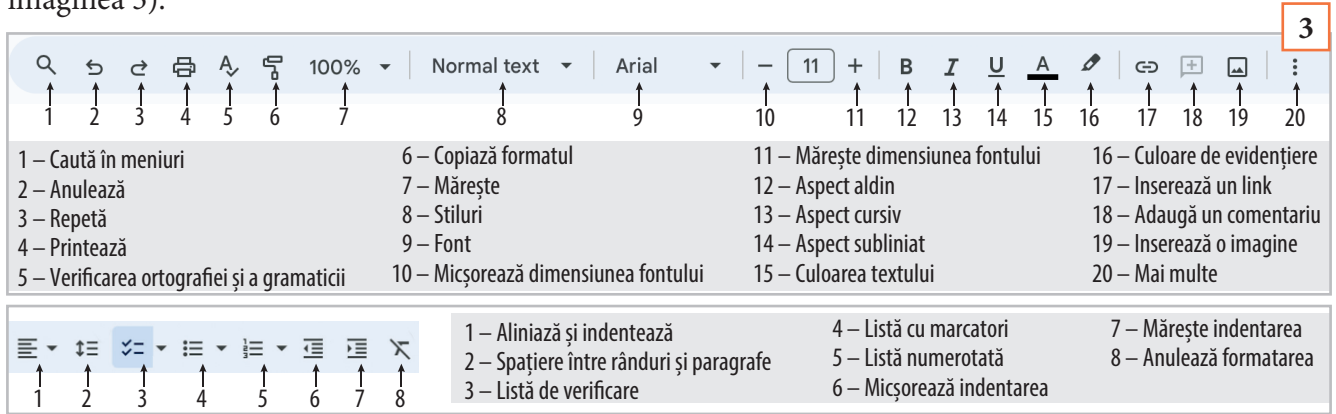 imaginea 3).
3
100% Normal text Arial 11 B I U A
1 2 3 4 5 6 7 8 9 10 11 12 13 14 15 16 17 18 19 20
1 – Caută în meniuri
2 – Anulează
3 – Repetă
4 – Printează
5 – Verificarea ortografiei și a gramaticii
6 – Copiază formatul
7 – Mărește
8 – Stiluri
9 – Font
10 – Micșorează dimensiunea fontului
11 – Mărește dimensiunea fontului
12 – Aspect aldin
13 – Aspect cursiv
14 – Aspect subliniat
15 – Culoarea textului
16 – Culoare de evidențiere
17 – Inserează un link
18 – Adaugă un comentariu
19 – Inserează o imagine
20 – Mai multe
1 2 3 4 5 6 7 8
1 – Aliniază și indentează
2 – Spațiere între rânduri și paragrafe
3 – Listă de verificare
4 – Listă cu marcatori
5 – Listă numerotată
6 – Micșorează indentarea
7 – Mărește indentarea
8 – Anulează formatarea